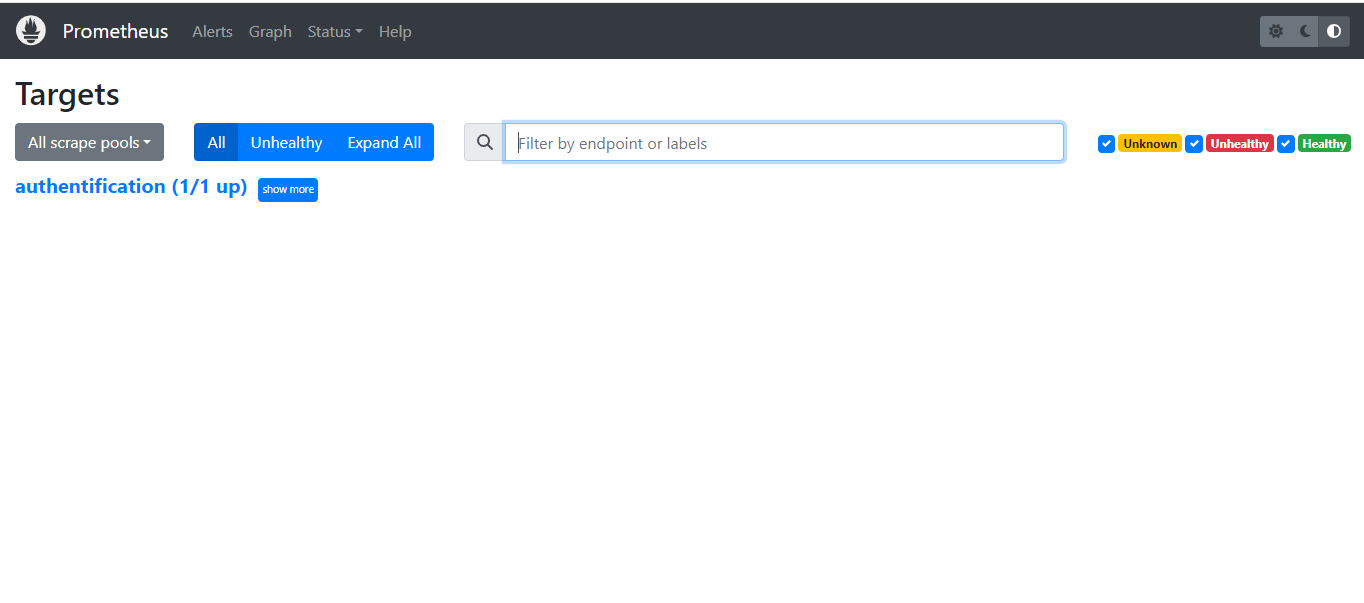 Prometheus Alerts Graph Status Help
Targets
All scrape pools All Unhealthy Expand All Filter by endpoint or labels Unknown Unhealthy Healthy
authentification (1/1 up) show more